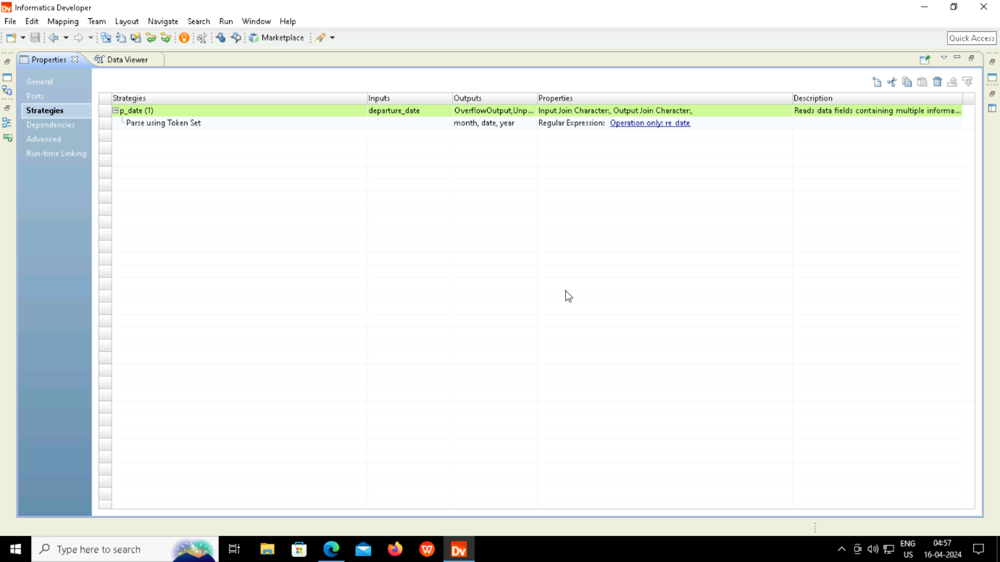 Informatica Developer
File Edit Mapping Team Layout Navigate Search Run Window Help
Marketplace
Quick Access
Properties
Data Viewer
General
Ports
Strategies
Dependencies
Advanced
Run-time Linking
Strategies Inputs Outputs Properties Description
p_date (1) departure_date OverflowOutput,Unp... Input Join Character:, Output Join Character:, Reads data fields containing multiple informa...
Parse using Token Set month, date, year Regular Expression: Operation only: re_date
Type here to search
Dv
ENG
US
04:57
16-04-2024